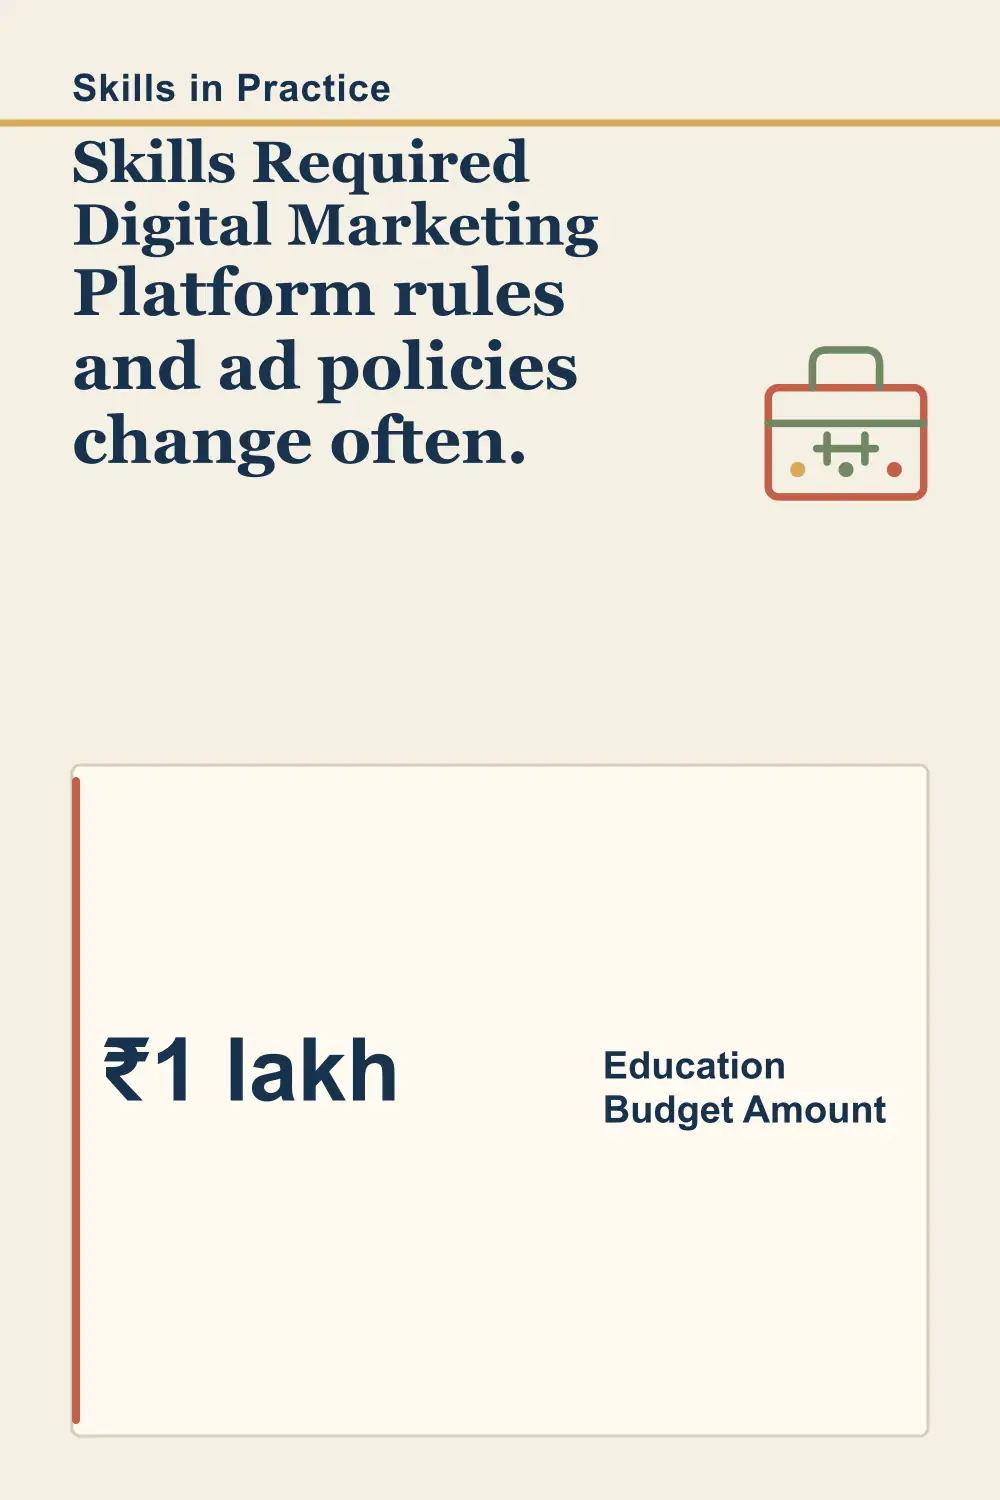 Skills in Practice
Skills Required
Digital Marketing
Platform rules
and ad policies
change often.
₹1 lakh
Education
Budget Amount